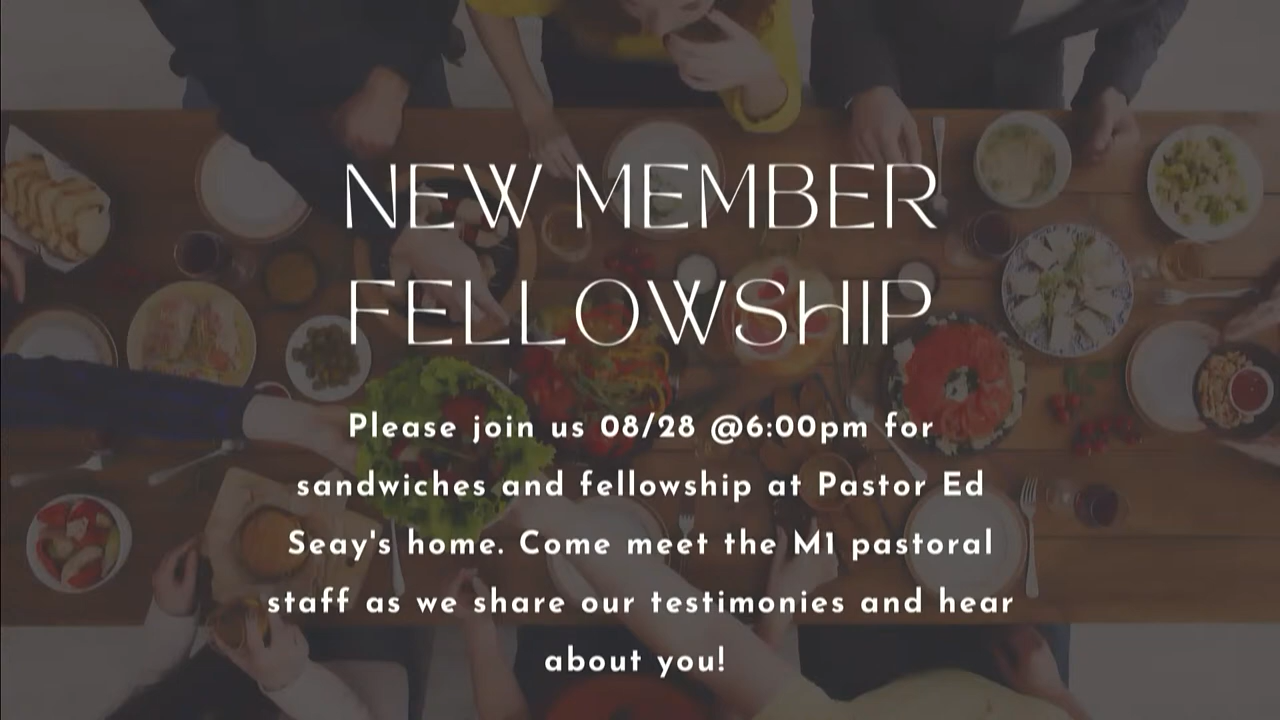 NEW MEMBER
FELLOWSHIP
Please join us 08/28 @6:00pm for
sandwiches and fellowship at Pastor Ed
Seay's home. Come meet the M1 pastoral
staff as we share our testimonies and hear
about you!